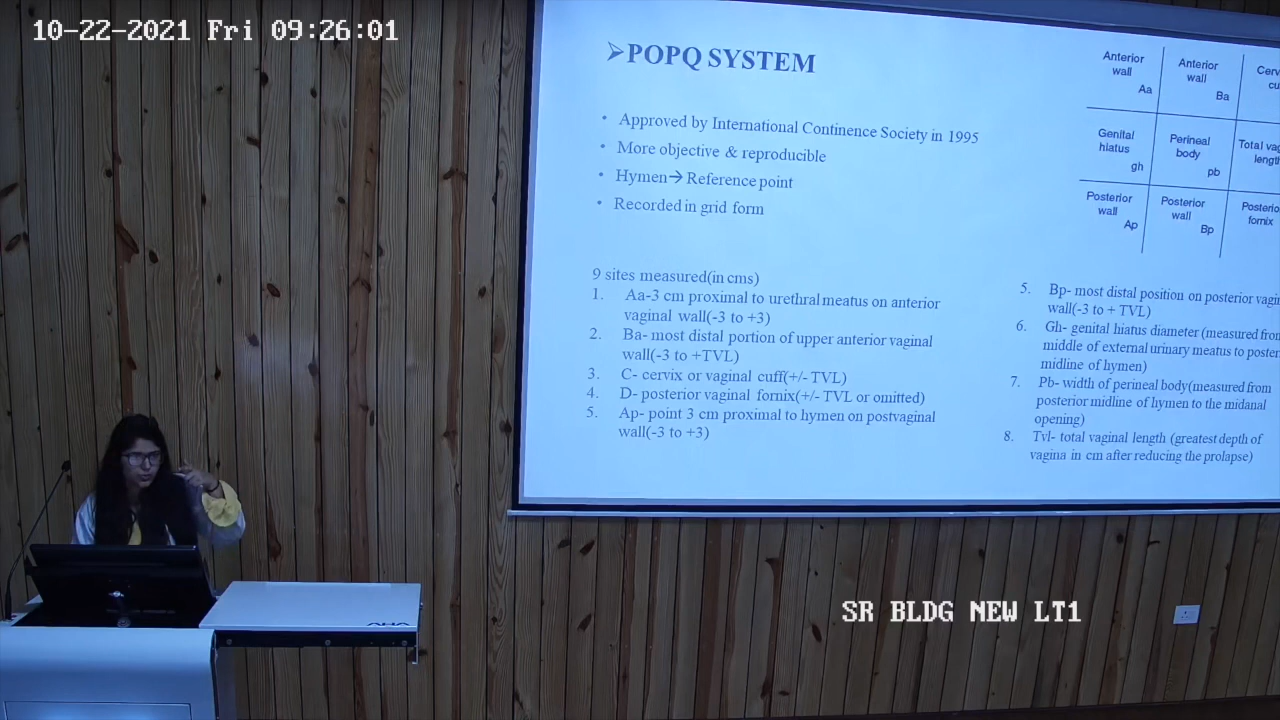 10-22-2021 Fri 09:26:01
➢POPQ SYSTEM
• Approved by International Continence Society in 1995
• More objective & reproducible
• Hymen→ Reference point
• Recorded in grid form
Anterior
wall
Aa
Anterior
wall
Ba
Cerv
cu
Genital
hiatus
gh
Perineal
body
pb
Total vag
length
Posterior
wall
Ap
Posterior
wall
Bp
Posterio
fornix
9 sites measured(in cms)
1. Aa-3 cm proximal to urethral meatus on anterior
vaginal wall(-3 to +3)
2. Ba- most distal portion of upper anterior vaginal
wall(-3 to +TVL)
3. C- cervix or vaginal cuff(+/- TVL)
4. D- posterior vaginal fornix(+/- TVL or omitted)
5. Ap- point 3 cm proximal to hymen on postvaginal
wall(-3 to +3)
5. Bp- most distal position on posterior vagi
wall(-3 to + TVL)
6. Gh- genital hiatus diameter (measured from
middle of external urinary meatus to poster
midline of hymen)
7. Pb- width of perineal body(measured from
posterior midline of hymen to the midanal
opening)
8. Tvl- total vaginal length (greatest depth of
vagina in cm after reducing the prolapse)
SR BLDG NEW LT1